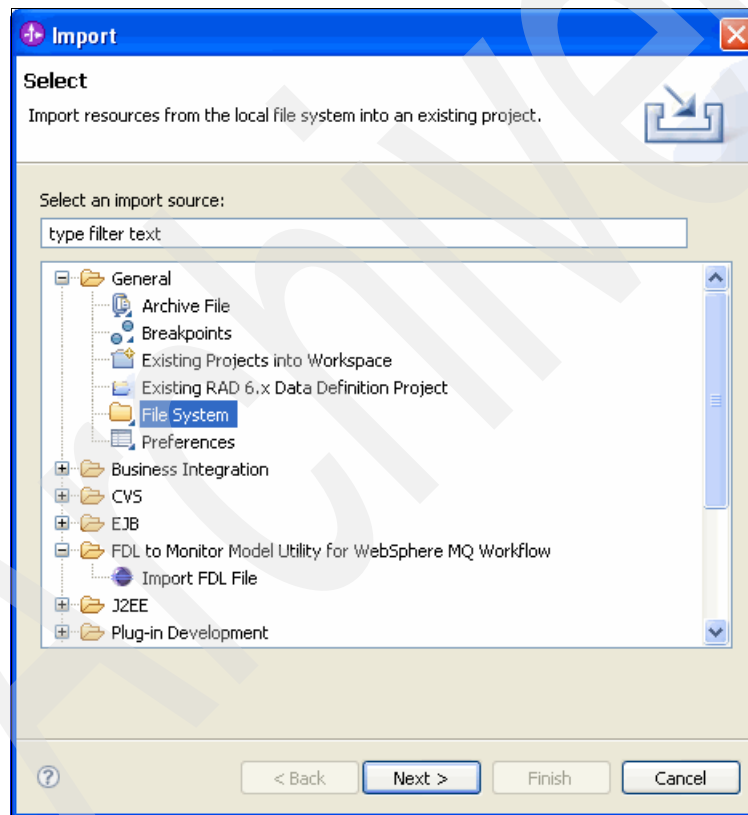 Import
Select
Import resources from the local file system into an existing project.
Select an import source:
type filter text
General
Archive File
Breakpoints
Existing Projects into Workspace
Existing RAD 6.x Data Definition Project
File System
Preferences
Business Integration
CVS
EJB
FDL to Monitor Model Utility for WebSphere MQ Workflow
Import FDL File
J2EE
Plug-in Development
? < Back Next > Finish Cancel